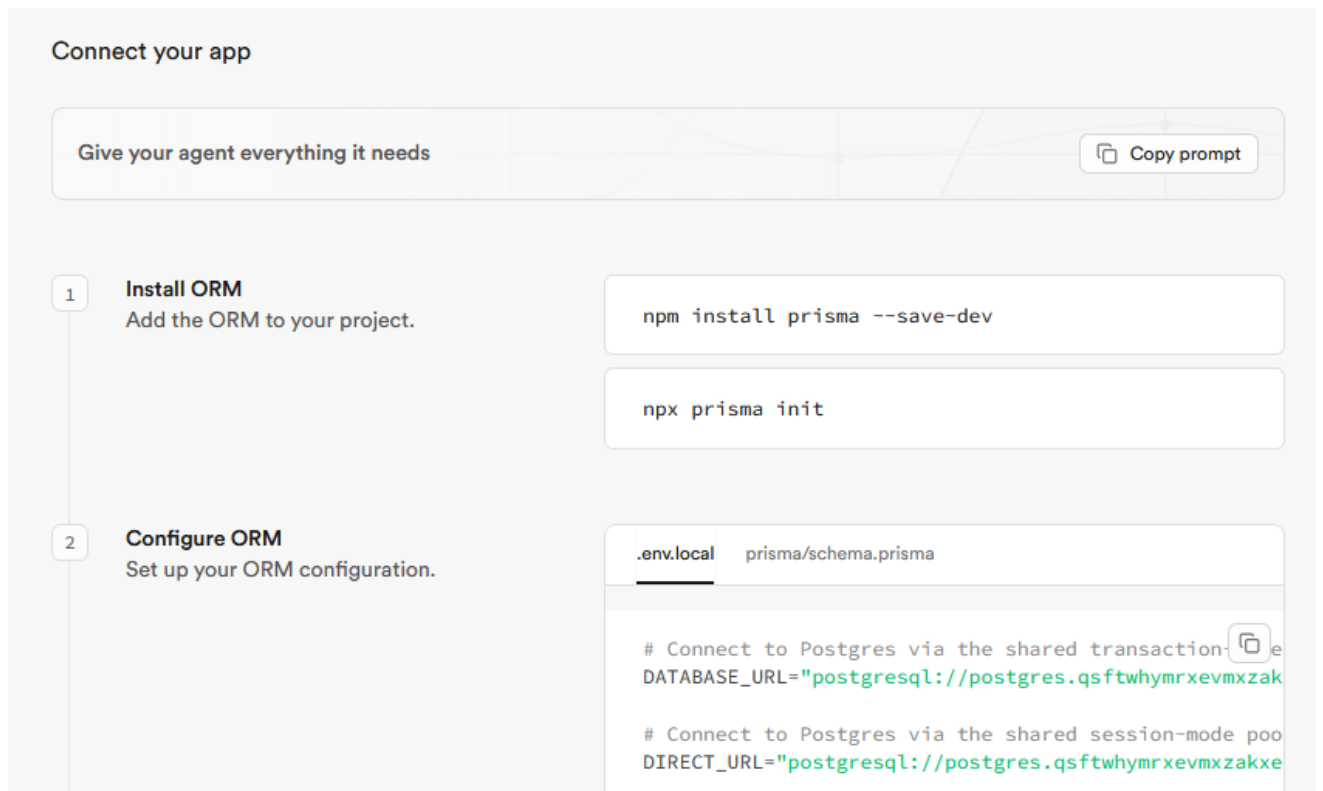 Connect your app
Give your agent everything it needs
Copy prompt
1
Install ORM
Add the ORM to your project.
npm install prisma --save-dev
npx prisma init
2
Configure ORM
Set up your ORM configuration.
.env.local
prisma/schema.prisma
# Connect to Postgres via the shared transaction-
DATABASE_URL="postgresql://postgres.qsftwhymrxevmxzak
# Connect to Postgres via the shared session-mode poo
DIRECT_URL="postgresql://postgres.qsftwhymrxevmxzakxe